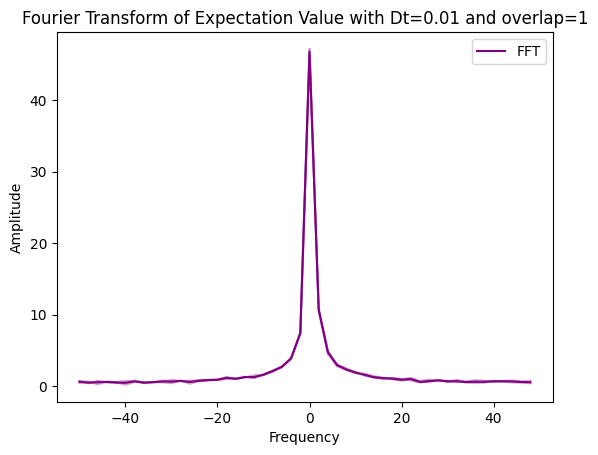 Fourier Transform of Expectation Value with Dt=0.01 and overlap=1
FFT
Amplitude
40
30
20
10
0
−40
−20
0
20
40
Frequency